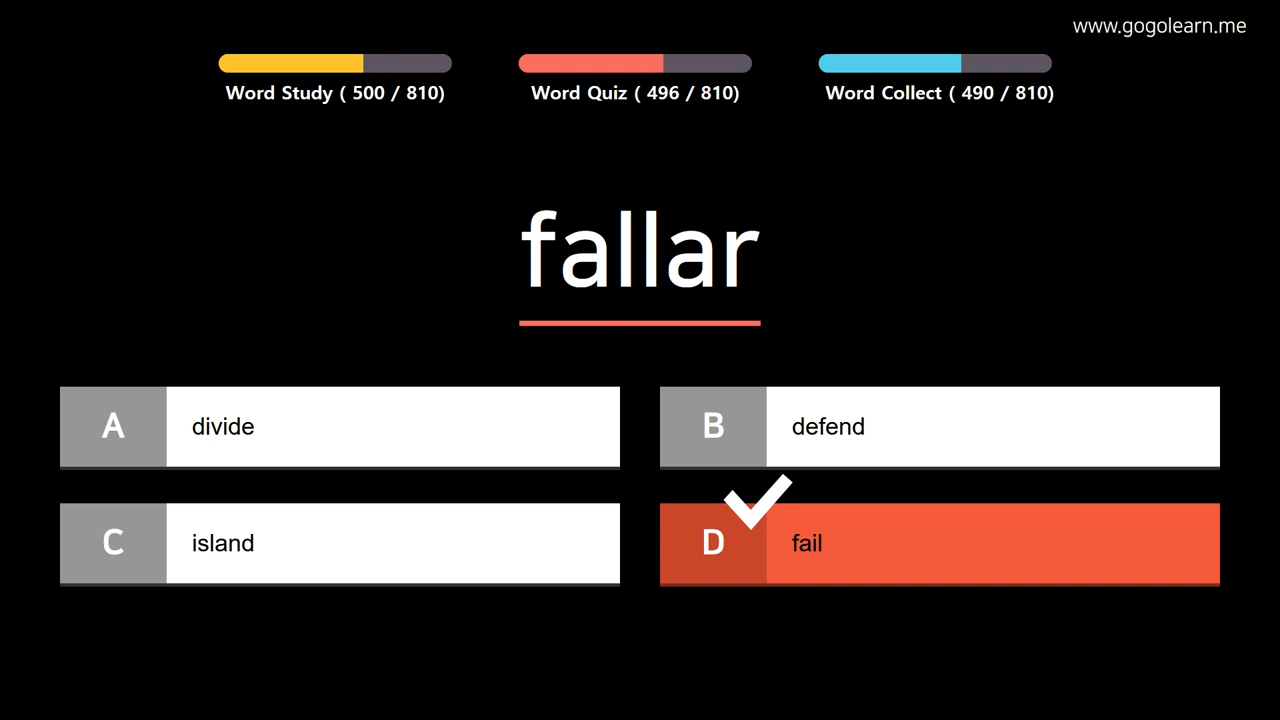 www.gogolearn.me
Word Study ( 500 / 810)
Word Quiz ( 496 / 810)
Word Collect ( 490 / 810)
fallar
A divide
B defend
C island
D fail